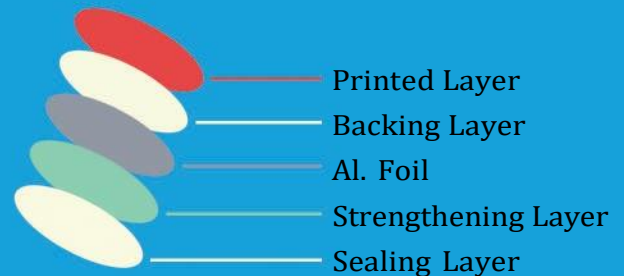 Printed Layer
Backing Layer
Al. Foil
Strengthening Layer
Sealing Layer